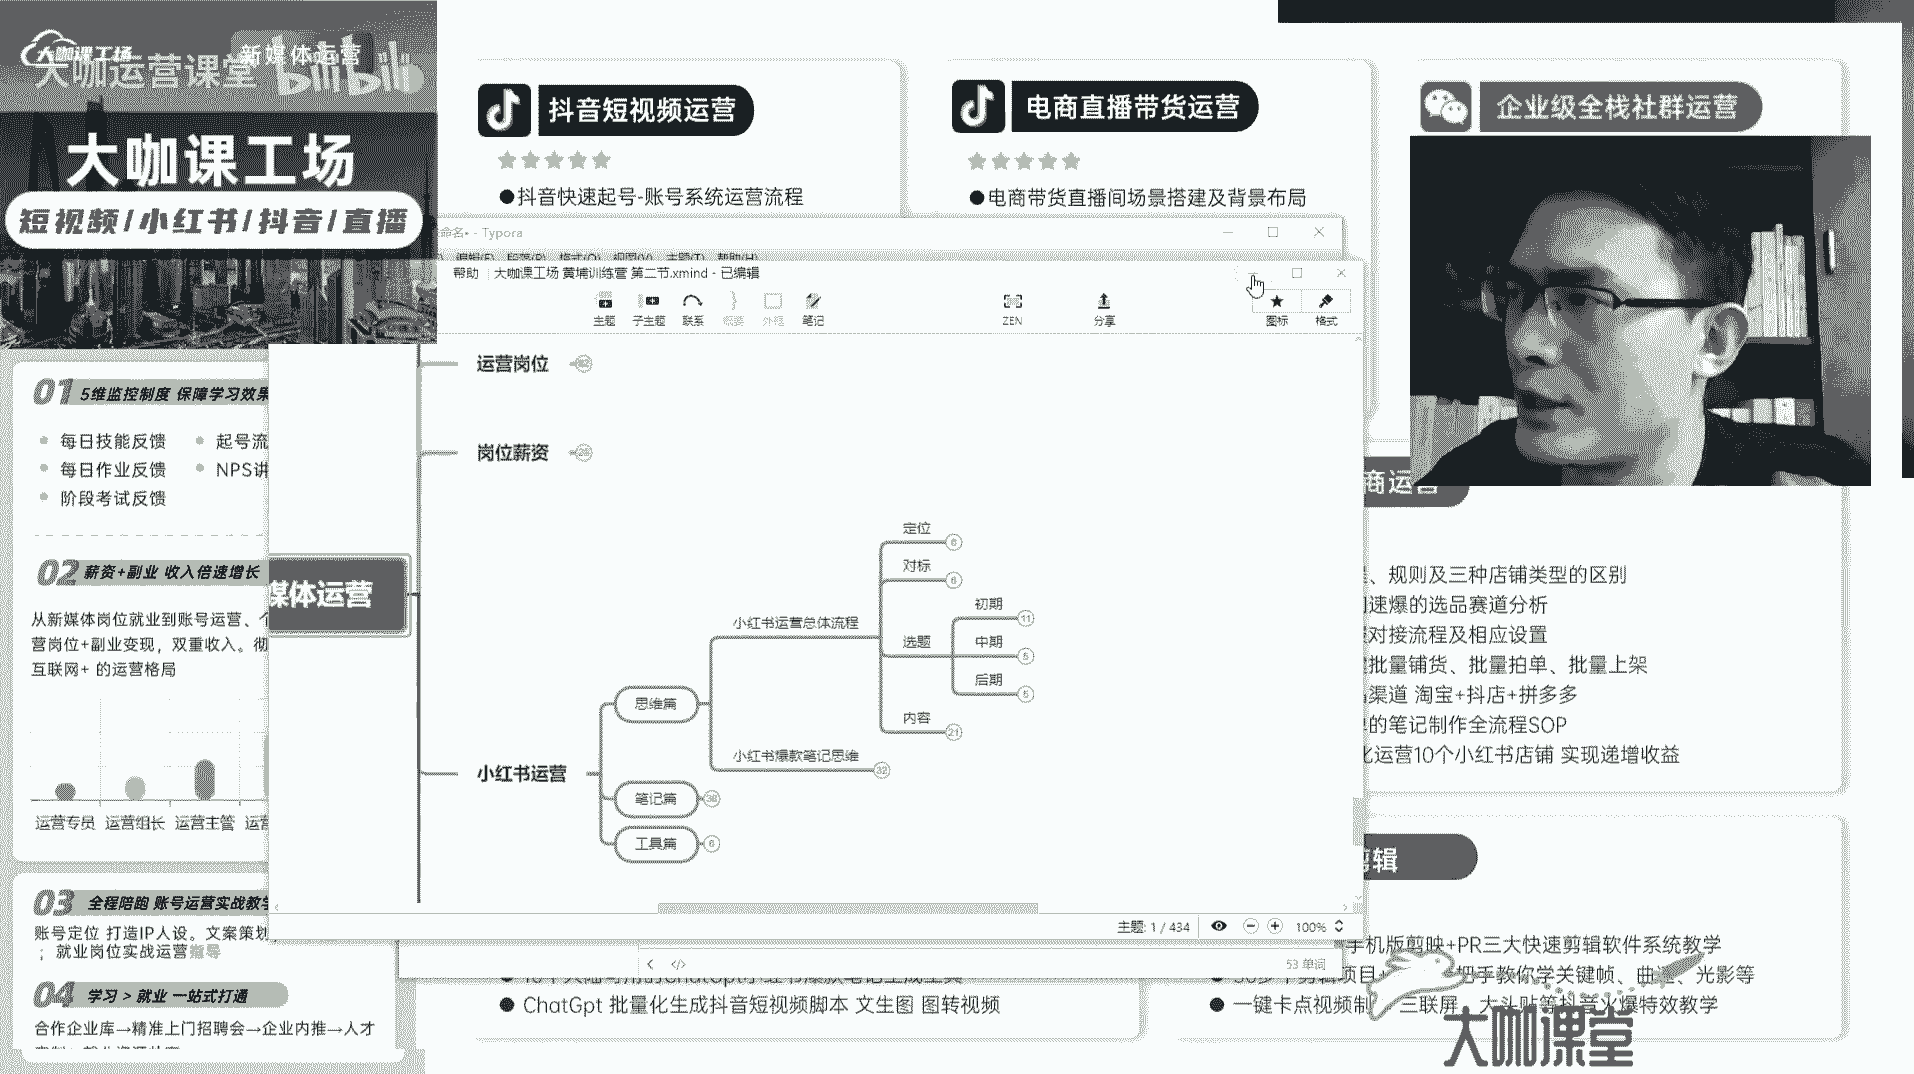 大咖课工场
新媒体运营
大咖运营课堂 bilibili
大咖课工场
短视频/小红书/抖音/直播
抖音短视频运营
●抖音快速起号-账号系统运营流程
电商直播带货运营
●电商带货直播间场景搭建及背景布局
企业级全栈社群运营
- Typora
帮助 大咖课工场 黄埔训练营 第二节.xmind - 已编辑
主题 子主题 联系 概要 外框 笔记 ZEN 分享 图标 格式
运营岗位
岗位薪资
媒体运营
小红书运营
思维篇
小红书运营总体流程
定位 6
对标 6
选题
初期 11
中期 5
后期 5
内容 21
小红书爆款笔记思维 32
笔记篇
工具篇 6
主题: 1 / 434 100%
53 单词
01 5维监控制度 保障学习效果
每日技能反馈 起号流
每日作业反馈 NPS讲
阶段考试反馈
02 薪资+副业 收入倍速增长
从新媒体岗位就业到账号运营、
营岗位+副业变现，双重收入。彻
互联网+ 的运营格局
运营专员 运营组长 运营主管 运营
03 全程陪跑 账号运营实战教学
账号定位 打造IP人设。文案策划
；就业岗位实战运营指导
04 学习 > 就业 一站式打通
合作企业库→精准上门招聘会→企业内推→人才
商运营
、规则及三种店铺类型的区别
速爆的选品赛道分析
对接流程及相应设置
批量铺货、批量拍单、批量上架
渠道 淘宝+抖店+拼多多
的笔记制作全流程SOP
运营10个小红书店铺 实现递增收益
剪辑
手机版剪映+PR三大快速剪辑软件系统教学
把手教你学关键帧、曲速、光影等
● 一键卡点视频制 三联屏、大头贴等抖音火爆特效教学
● ChatGpt 批量化生成抖音短视频脚本 文生图 图转视频
大咖课堂